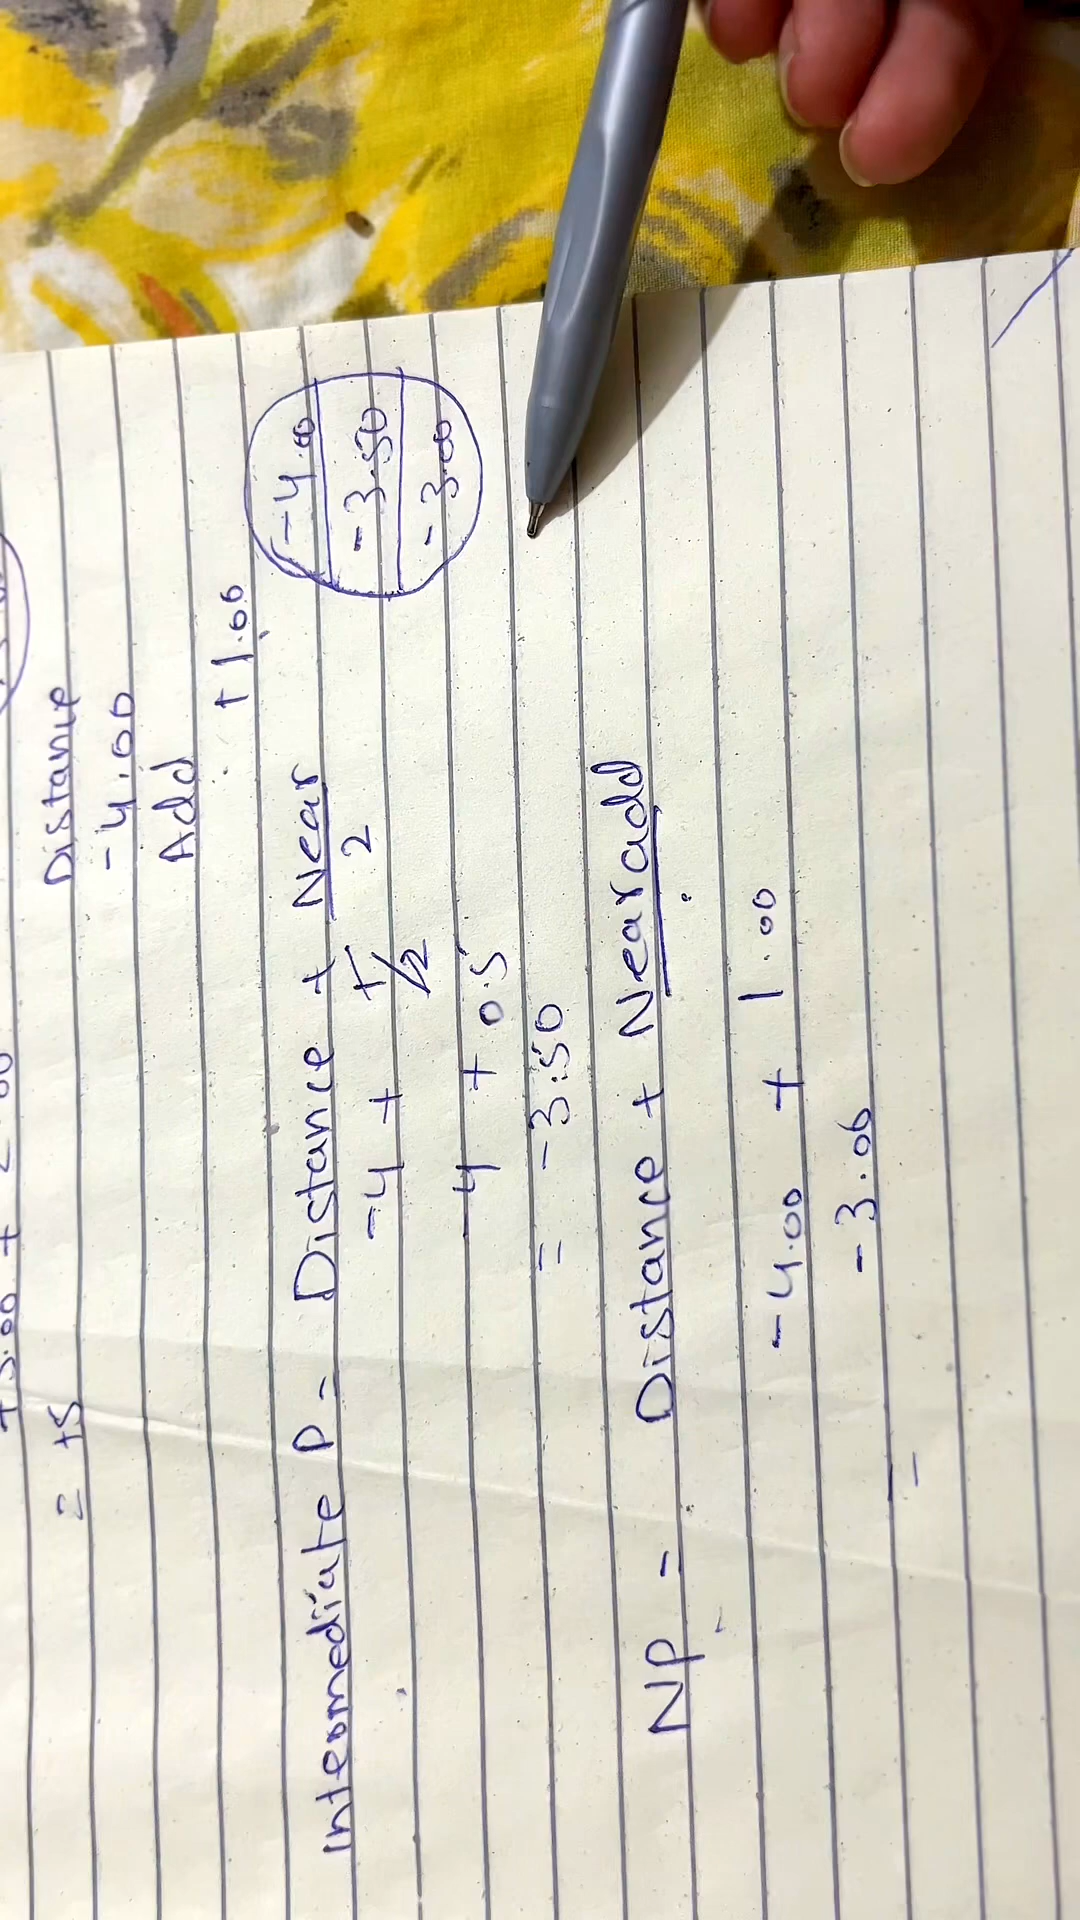 = +5
Distance
-4.00
Add
+1.00
Intermediate P - Distance + Near
2
-4 + 1/2
-4 + 0.5
= -3.50
-4.00
-3.50
-3.00
NP - Distance + Near add
-4.00 + 1.00
-3.00